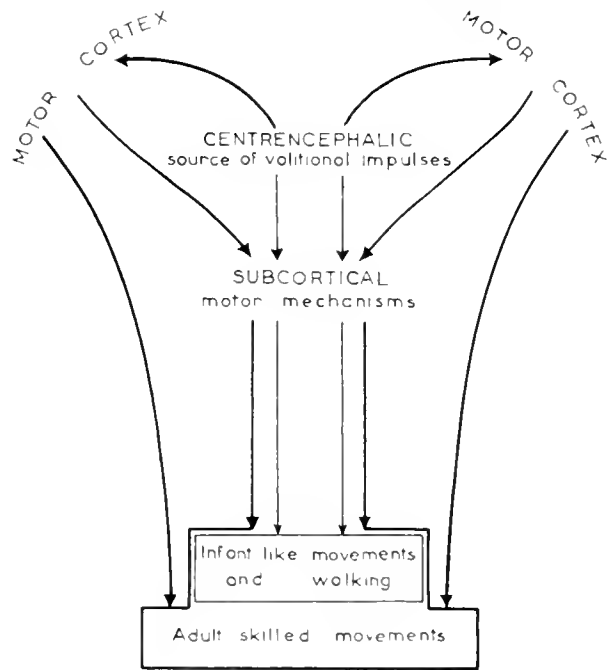 MOTOR CORTEX
MOTOR CORTEX
CENTRENCEPHALIC
source of volitional impulses
SUBCORTICAL
motor mechanisms
Infant like movements
and walking
Adult skilled movements